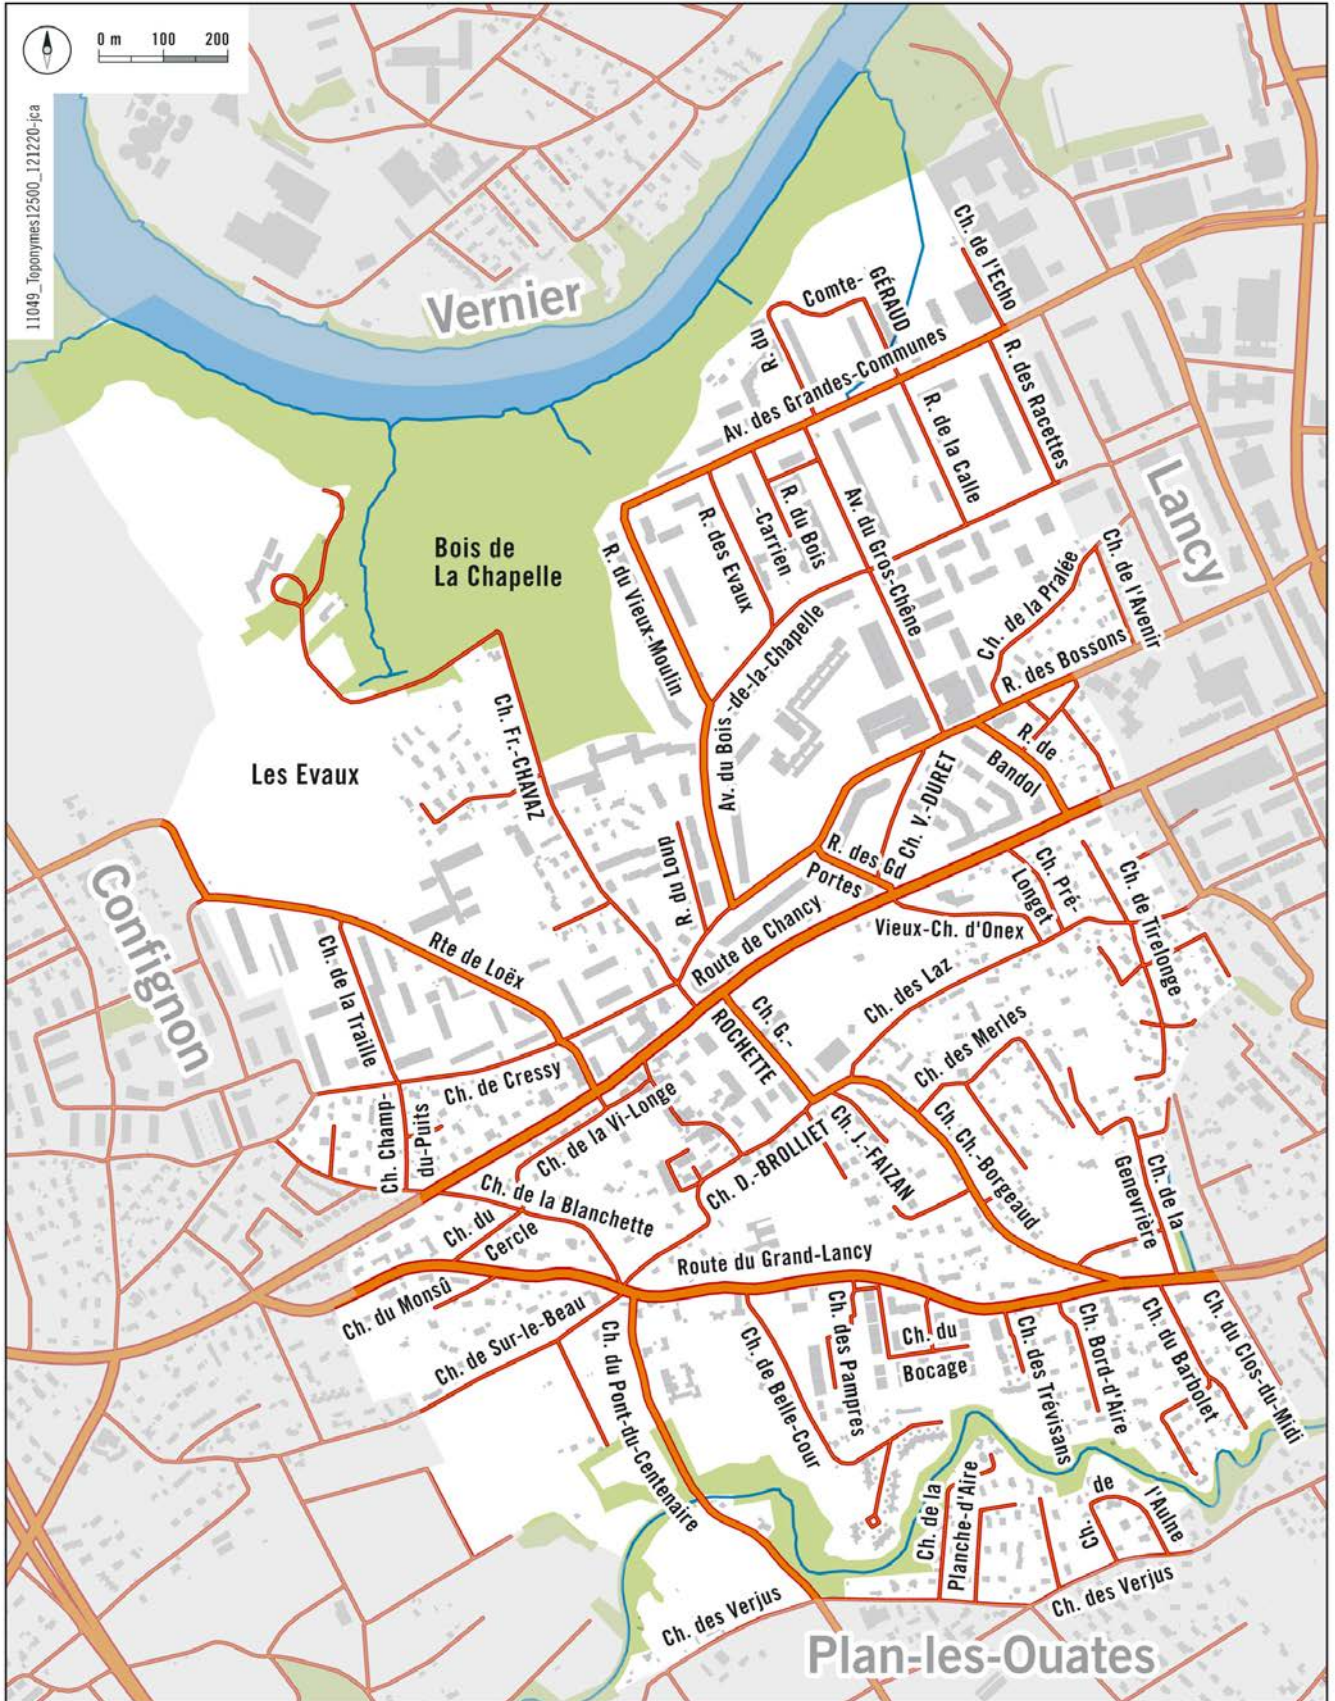 0 m 100 200
11049_Toponymes12500_121220-jca
Vernier
Ch. de l'Echo
Comte-
GÉRAUD
R. du
Av. des Grandes-Communes
R. des Racettes
R. de la Calle
Lancy
Av. du Gros-Chêne
R. du Bois
-Carrien
R. des Evaux
Bois de
La Chapelle
R. du Vieux-Moulin
Ch. de la Pralée
Ch. de l'Avenir
Av. du Bois -de-la-Chapelle
R. des Bossons
Ch. Fr.-CHAVAZ
Les Evaux
R. de
Bandol
Ch. V.-DURET
R. du Loup
R. des Gd
Portes
Ch. Pré-
Longet
Ch. de Tirelonge
Confignon
Route de Chancy
Vieux-Ch. d'Onex
Rte de Loëx
Ch. de la Traille
Ch. des Laz
Ch. G.-
ROCHETTE
Ch. des Merles
Ch. de Cressy
Ch. Champ-
du-Puits
Ch. de la Vi-Longe
Ch. J.-FAIZAN
Ch. Ch.-Borgeaud
Ch. D.-BROLLIET
Ch. de la
Genevrière
Ch. de la Blanchette
Ch. du
Cercle
Route du Grand-Lancy
Ch. du Monsû
Ch. de Sur-le-Beau
Ch. du Pont-du-Centenaire
Ch. de Belle-Cour
Ch. des Pampres
Ch. du
Bocage
Ch. des Trévisans
Ch. Bord-d'Aire
Ch. du Barbolet
Ch. du Clos-du-Midi
Ch. de la
Planche-d'Aire
Ch.
de
l'Aulne
Ch. des Verjus
Ch. des Verjus
Plan-les-Ouates